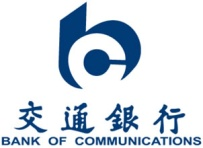 交通銀行
BANK OF COMMUNICATIONS